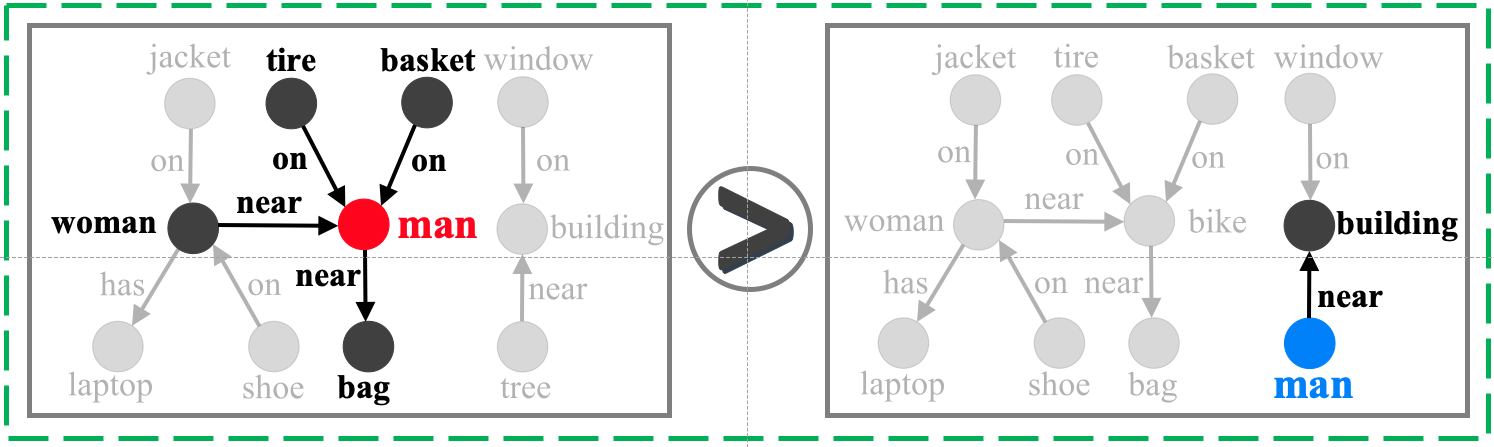 jacket tire basket window
on on on on
woman near man building
has on near near
laptop shoe bag tree
>
jacket tire basket window
on on on on
woman near bike building
has on near near
laptop shoe bag man